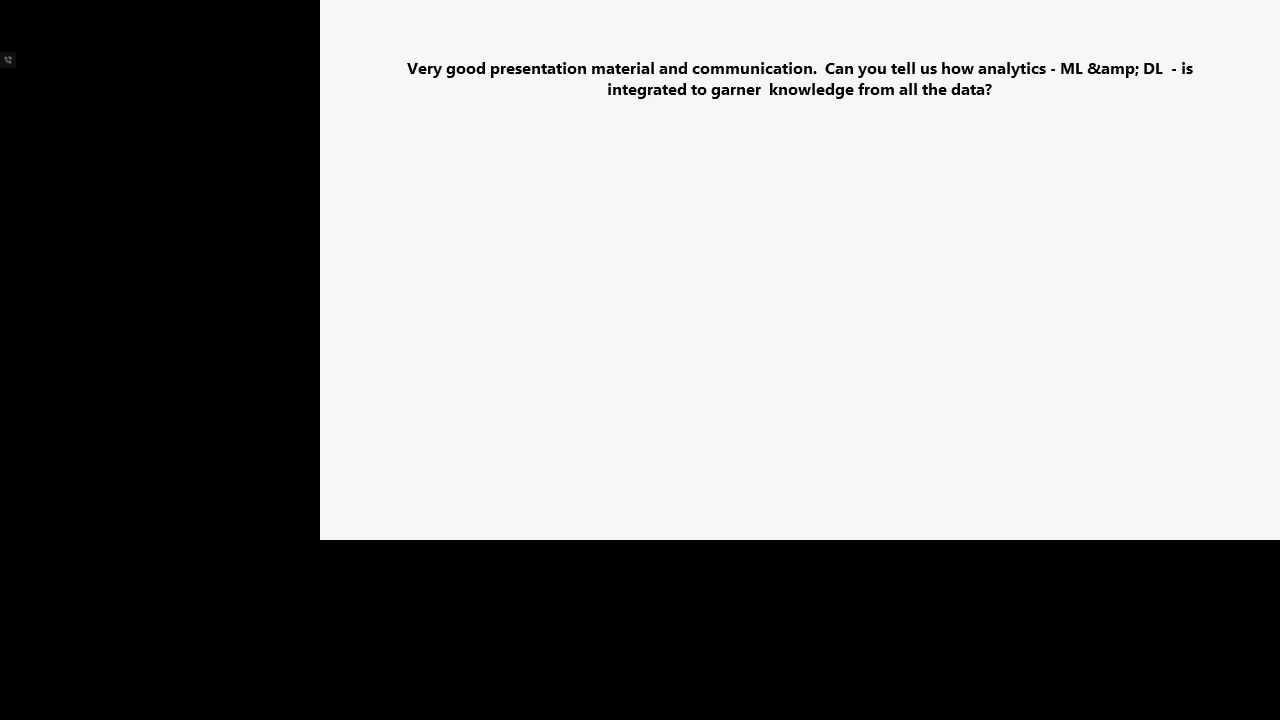 Very good presentation material and communication.  Can you tell us how analytics - ML &amp; DL  - is
integrated to garner  knowledge from all the data?